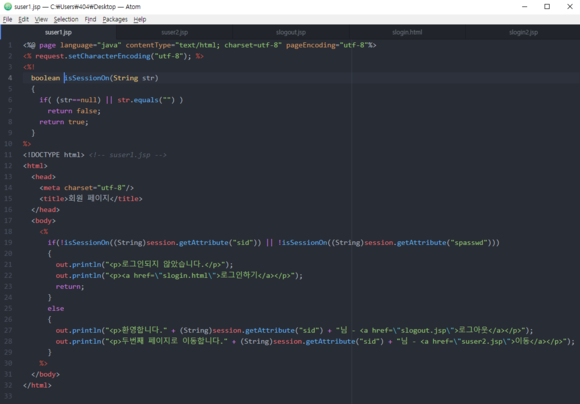 suser1.jsp — C:₩Users₩404₩Desktop — Atom
File Edit View Selection Find Packages Help
suser1.jsp suser2.jsp slogout.jsp slogin.html slogin2.jsp
1 <%@ page language="java" contentType="text/html; charset=utf-8" pageEncoding="utf-8"%>
2 <% request.setCharacterEncoding("utf-8"); %>
3 <%!
4 boolean isSessionOn(String str)
5 {
6 if( (str==null) || str.equals("") )
7 return false;
8 return true;
9 }
10 %>
11 <!DOCTYPE html> <!-- suser1.jsp -->
12 <html>
13 <head>
14 <meta charset="utf-8"/>
15 <title>회원 페이지</title>
16 </head>
17 <body>
18 <%
19 if(!isSessionOn((String)session.getAttribute("sid")) || !isSessionOn((String)session.getAttribute("spasswd")))
20 {
21 out.println("<p>로그인되지 않았습니다.</p>");
22 out.println("<p><a href=\"slogin.html\">로그인하기</a></p>");
23 return;
24 }
25 else
26 {
27 out.println("<p>환영합니다." + (String)session.getAttribute("sid") + "님 - <a href=\"slogout.jsp\">로그아웃</a></p>");
28 out.println("<p>두번째 페이지로 이동합니다." + (String)session.getAttribute("sid") + "님 - <a href=\"suser2.jsp\">이동</a></p>");
29 }
30 %>
31 </body>
32 </html>
33